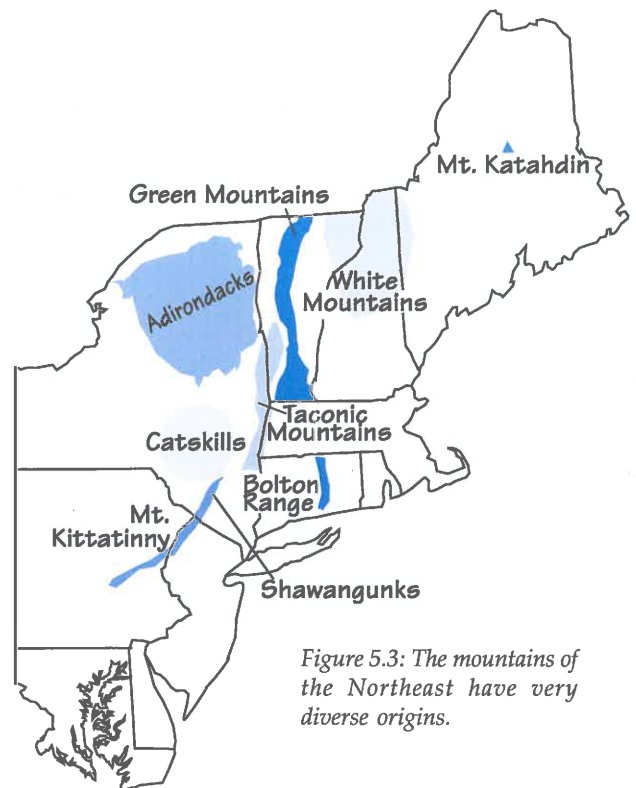 Mt. Katahdin
Green Mountains
Adirondacks
White
Mountains
Taconic
Mountains
Catskills
Bolton
Range
Mt.
Kittatinny
Shawangunks
Figure 5.3: The mountains of
the Northeast have very
diverse origins.